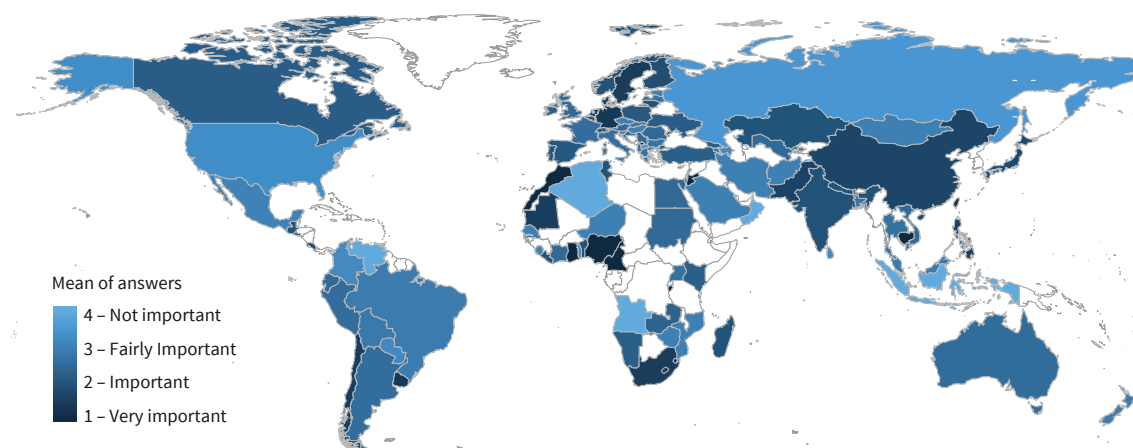 Mean of answers
4 – Not important
3 – Fairly Important
2 – Important
1 – Very important